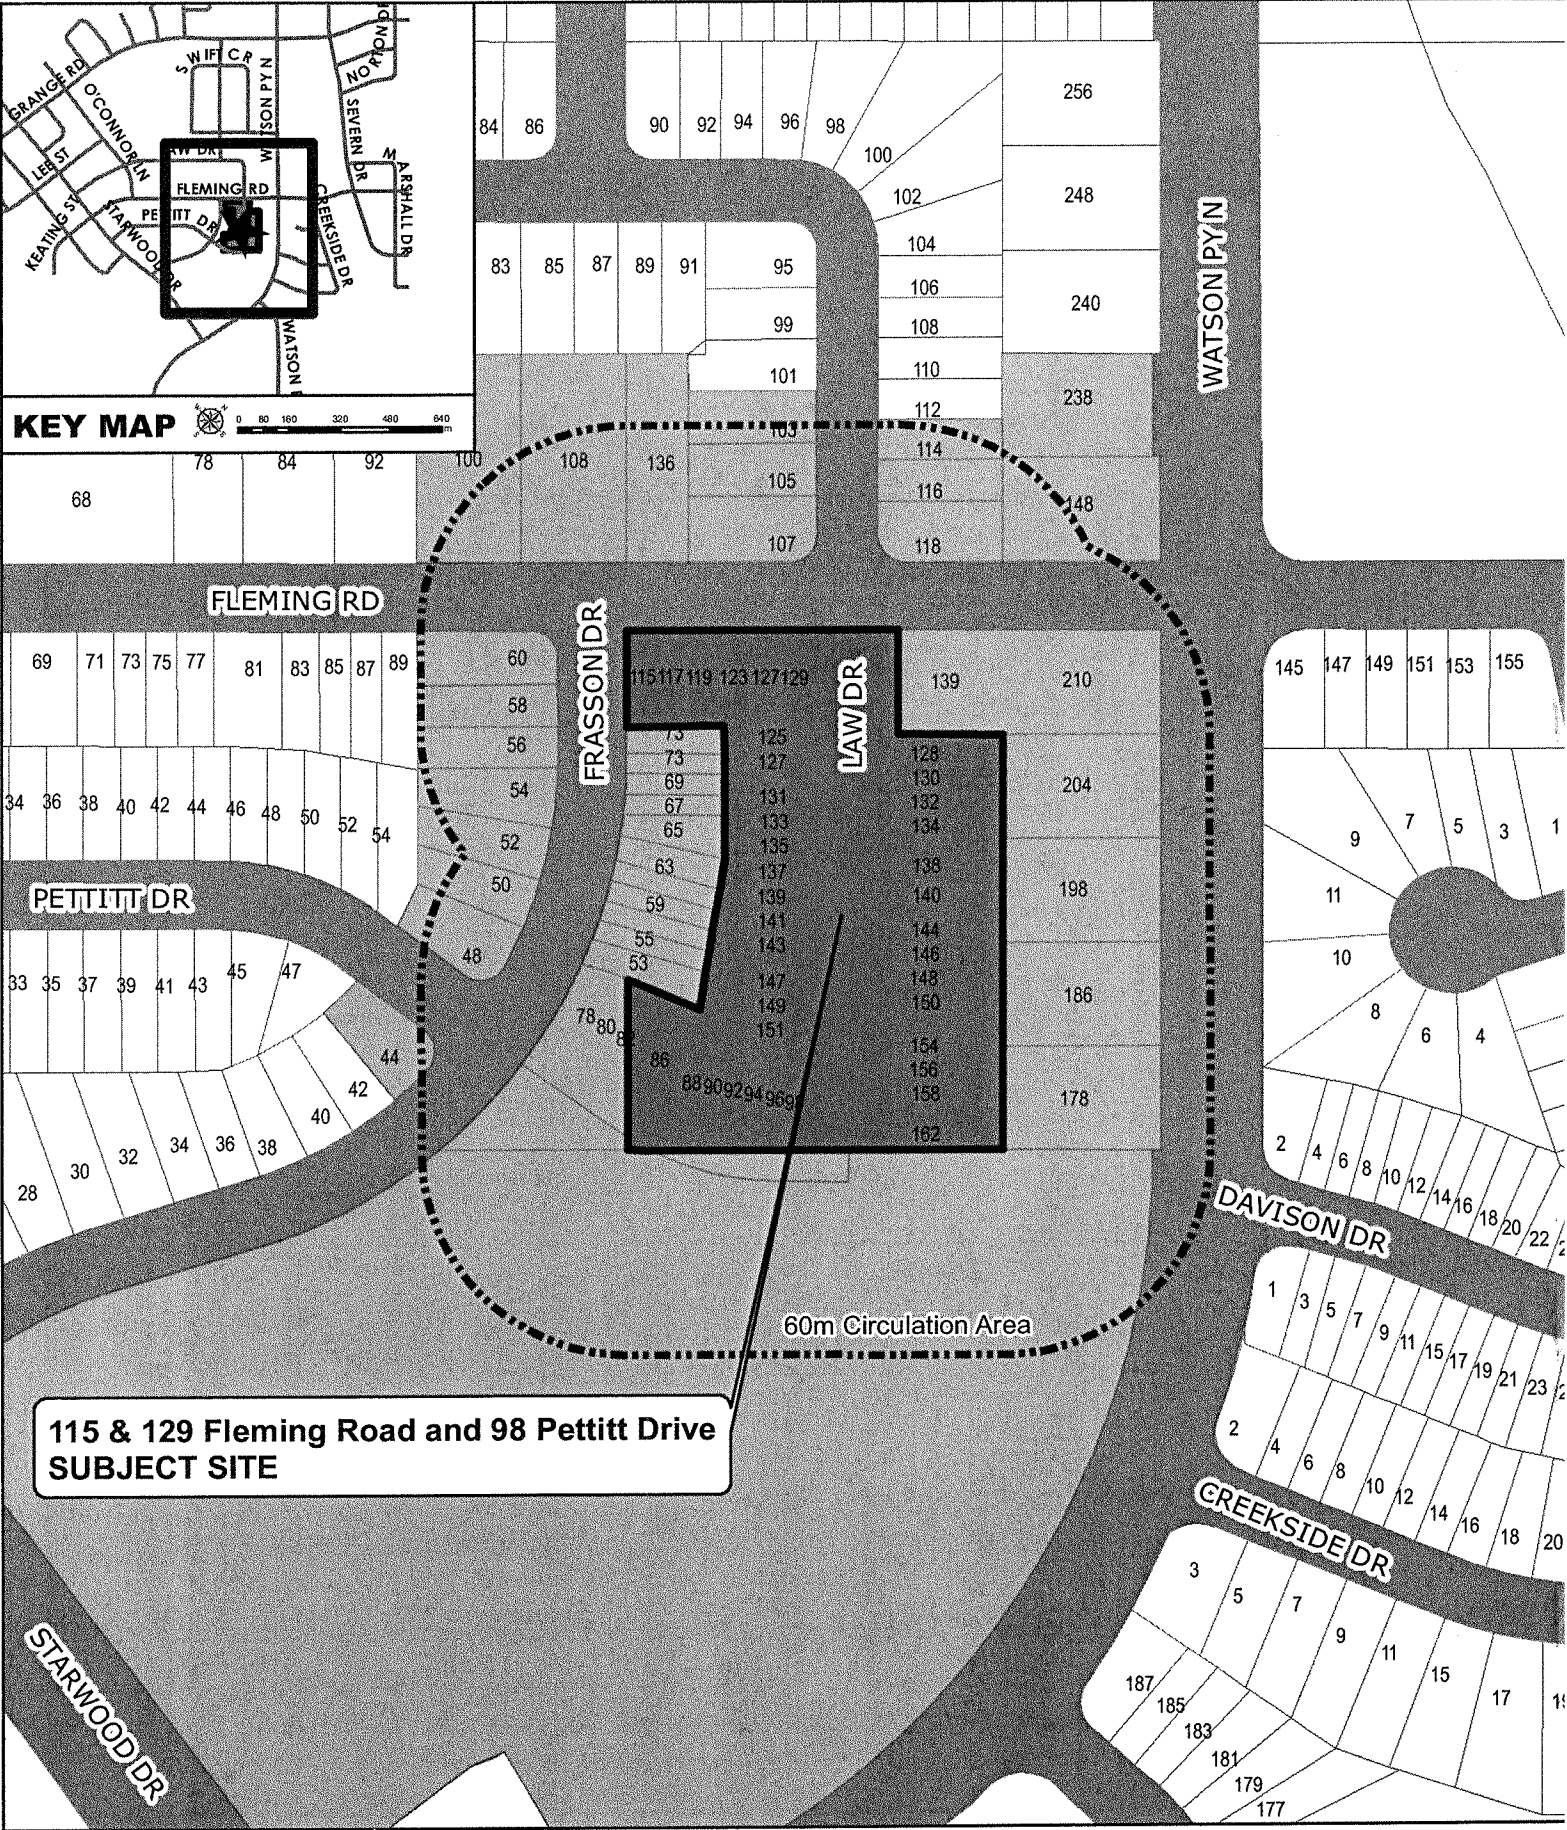 GRANGE RD
O'CONNOR LN
SWIFT CR
WATSON PY N
NORTON D
SEVERN DR
LEE ST
AW DR
MARSHALL DR
FLEMING RD
KEATING ST
STARWOOD DR
PETTITT DR
CREEKSIDE DR
WATSON P
KEY MAP
0 80 160 320 480 640
m
84 86 90 92 94 96 98 100 102 104 106 108 110 112 114 116 118
256
248
240
238
148
83 85 87 89 91 95
99
101
103
105
107
WATSON PY N
68 78 84 92 100 108 136
FLEMING RD
FRASSON DR
LAW DR
69 71 73 75 77 81 83 85 87 89
60
58
56
54
52
50
48
115 117 119 123 127 129
139 210
204
198
186
178
145 147 149 151 153 155
73
73
69
67
65
63
59
55
53
125
127
131
133
135
137
139
141
143
147
149
151
128
130
132
134
138
140
144
146
148
150
154
156
158
162
34 36 38 40 42 44 46 48 50 52 54
PETTITT DR
33 35 37 39 41 43 45 47
44
42
40
38
36
34
32
30
28
78 80 82 86
88 90 92 94 96 98
9 7 5 3 1
11
10
8 6 4
2 4 6 8 10 12 14 16 18 20 22
DAVISON DR
1 3 5 7 9 11 15 17 19 21 23
2 4 6 8 10 12 14 16 18 20
CREEKSIDE DR
3 5 7 9 11 15 17
187
185
183
181
179
177
60m Circulation Area
115 & 129 Fleming Road and 98 Pettitt Drive
SUBJECT SITE
STARWOOD DR